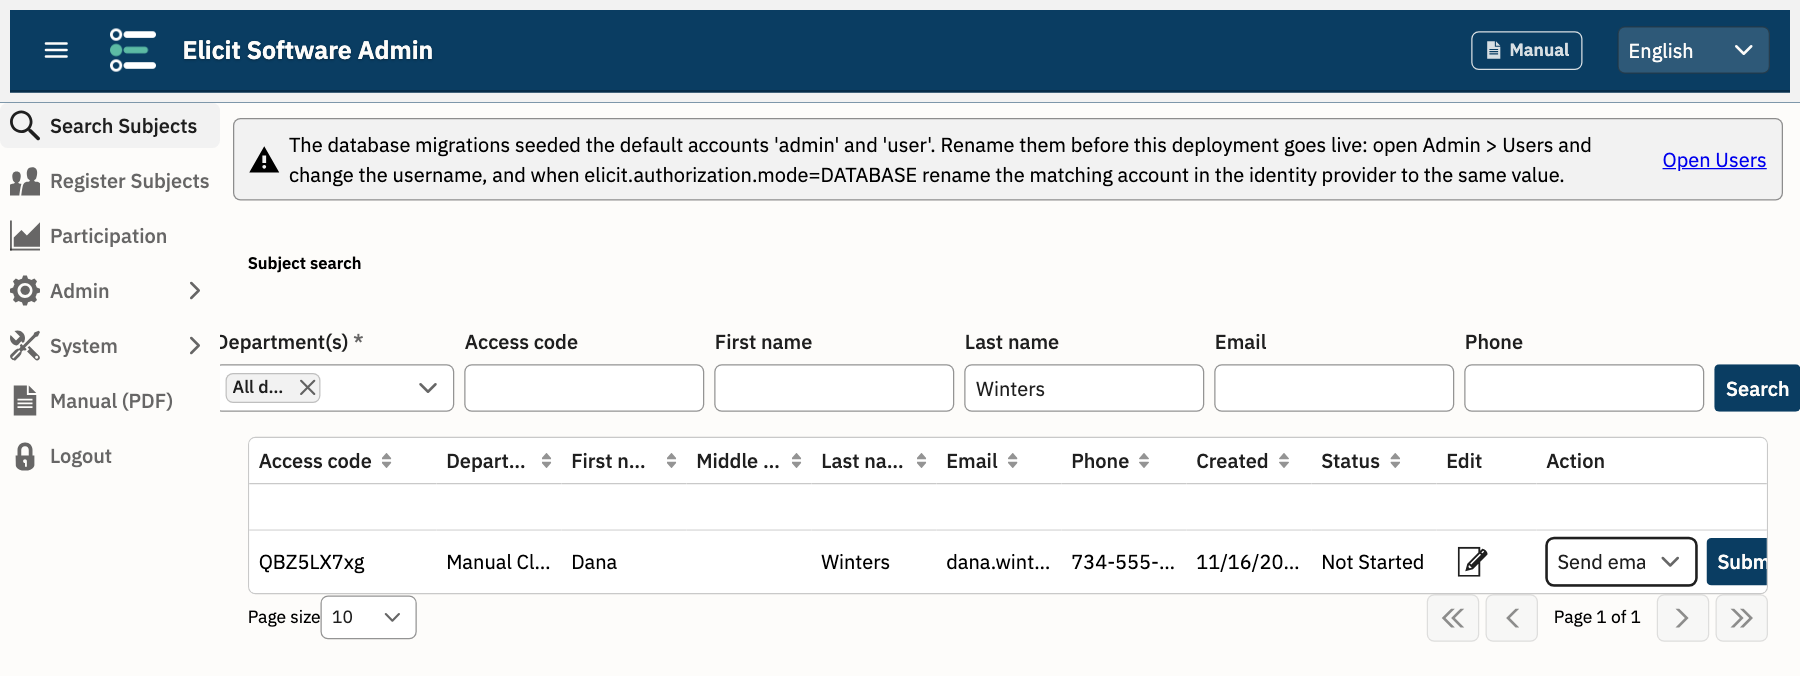 Elicit Software Admin
Manual
English
Search Subjects
Register Subjects
Participation
Admin
System
Manual (PDF)
Logout
The database migrations seeded the default accounts 'admin' and 'user'. Rename them before this deployment goes live: open Admin > Users and
change the username, and when elicit.authorization.mode=DATABASE rename the matching account in the identity provider to the same value.
Open Users
Subject search
Department(s) * Access code First name Last name Email Phone
All d... Winters Search
Access code Depart... First n... Middle ... Last na... Email Phone Created Status Edit Action
QBZ5LX7xg Manual Cl... Dana Winters dana.wint... 734-555-... 11/16/20... Not Started Send ema Subm
Page size 10 Page 1 of 1